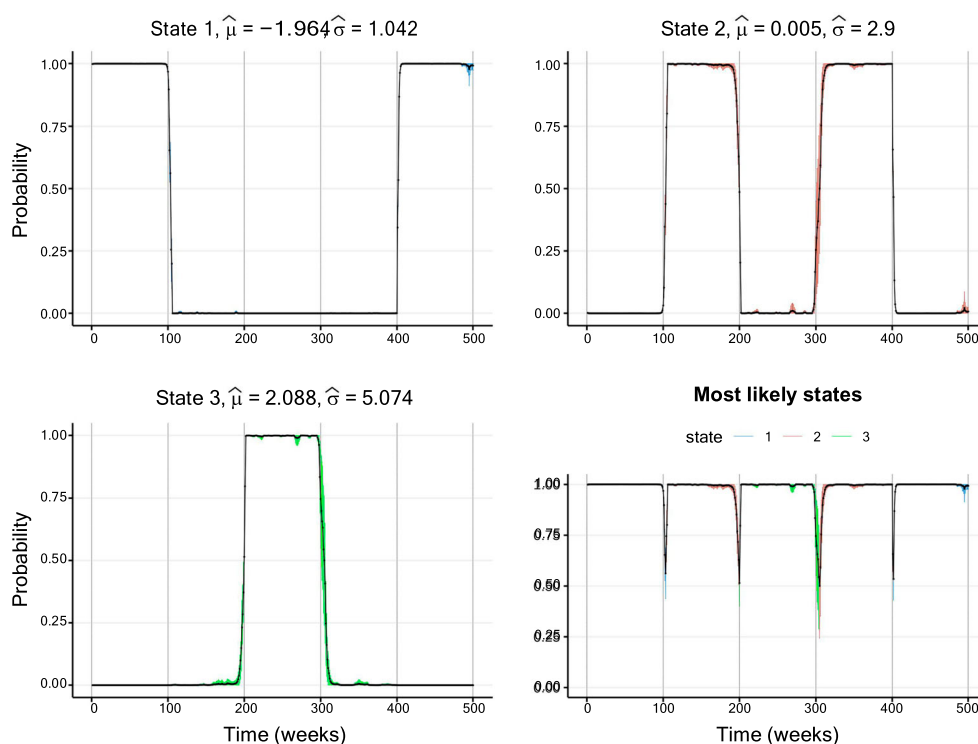 State 1, μ̂ = −1.964 σ̂ = 1.042
1.00
0.75
0.50
0.25
0.00
Probability
0 100 200 300 400 500
State 2, μ̂ = 0.005, σ̂ = 2.9
1.00
0.75
0.50
0.25
0.00
0 100 200 300 400 500
State 3, μ̂ = 2.088, σ̂ = 5.074
1.00
0.75
0.50
0.25
0.00
Probability
0 100 200 300 400 500
Time (weeks)
Most likely states
state 1 2 3
1.00
0.75
0.50
0.25
0.00
0 100 200 300 400 500
Time (weeks)